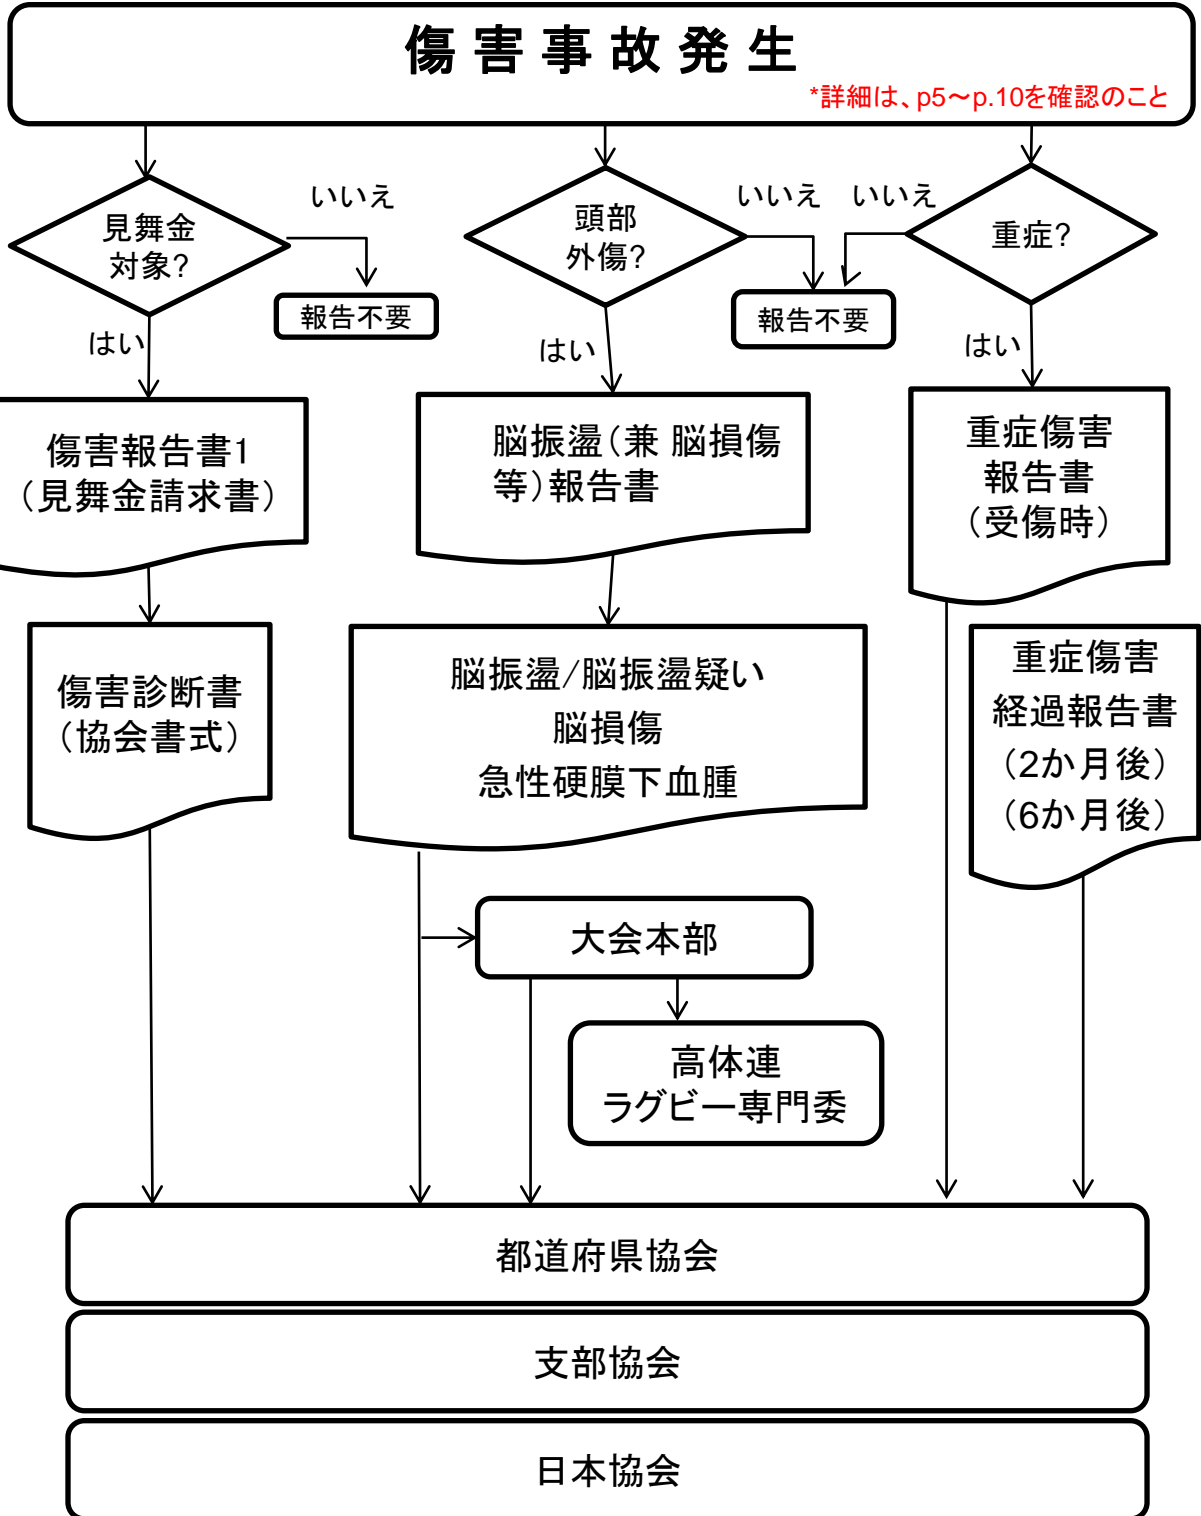 傷害事故発生
*詳細は、p5～p.10を確認のこと
見舞金
対象?
いいえ
報告不要
はい
頭部
外傷?
いいえ
いいえ
報告不要
はい
重症?
はい
傷害報告書1
（見舞金請求書）
脳振盪（兼 脳損傷
等）報告書
重症傷害
報告書
（受傷時）
傷害診断書
（協会書式）
脳振盪/脳振盪疑い
脳損傷
急性硬膜下血腫
重症傷害
経過報告書
（2か月後）
（6か月後）
大会本部
高体連
ラグビー専門委
都道府県協会
支部協会
日本協会